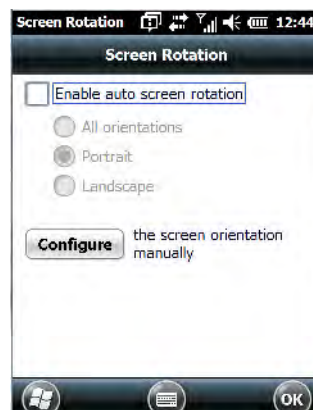 Screen Rotation 12:44
Screen Rotation
Enable auto screen rotation
All orientations
Portrait
Landscape
Configure the screen orientation
manually
OK